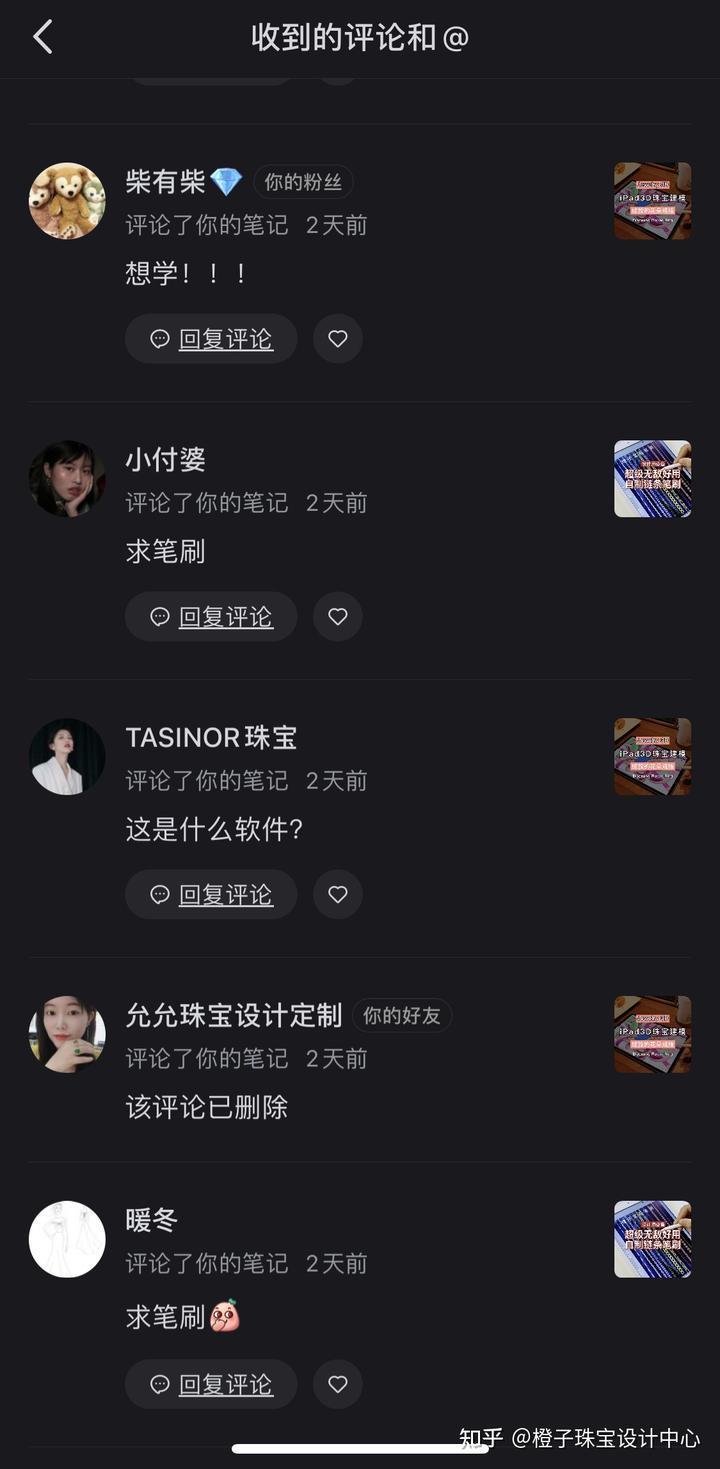 收到的评论和@
柴有柴💎 你的粉丝
评论了你的笔记 2天前
iPad3D珠宝建模
想学！！！
回复评论
小付婆
评论了你的笔记 2天前
超级无敌好用
自制链条笔刷
求笔刷
回复评论
TASINOR珠宝
评论了你的笔记 2天前
iPad3D珠宝建模
这是什么软件?
回复评论
允允珠宝设计定制 你的好友
评论了你的笔记 2天前
iPad3D珠宝建模
该评论已删除
暖冬
评论了你的笔记 2天前
超级无敌好用
自制链条笔刷
求笔刷
回复评论
知乎 @橙子珠宝设计中心